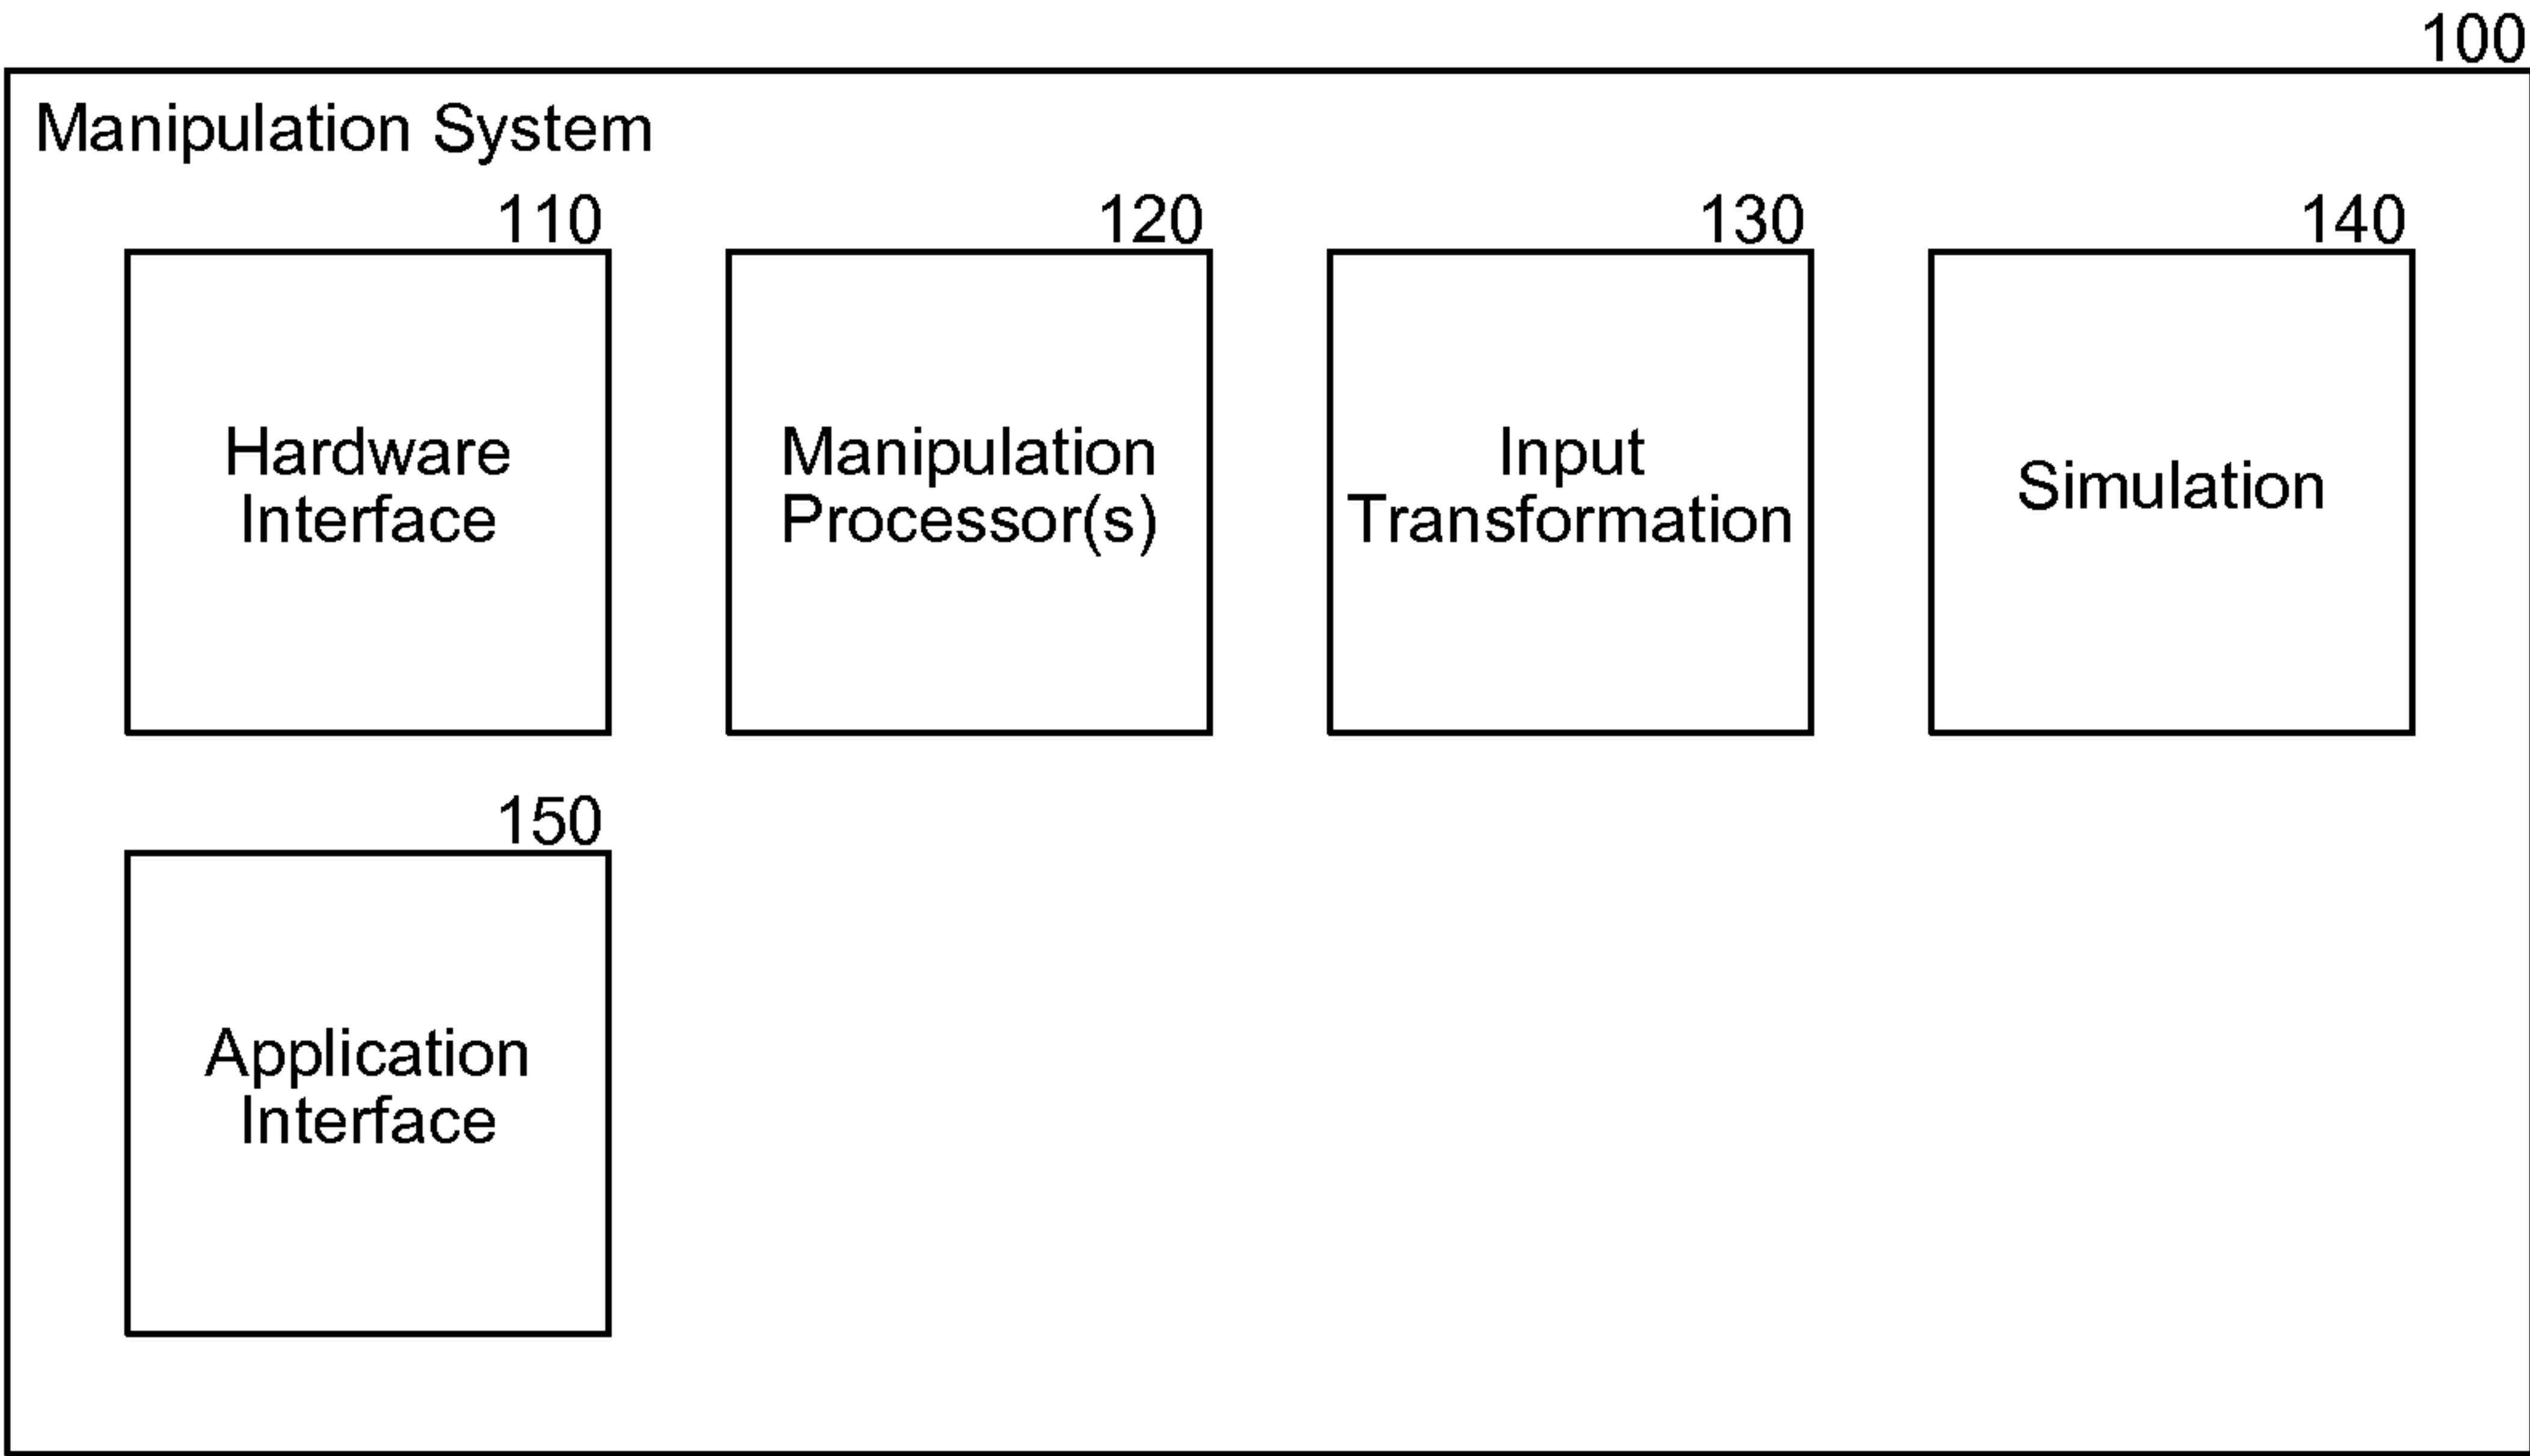 100
Manipulation System
110
120
130
140
Hardware
Interface
Manipulation
Processor(s)
Input
Transformation
Simulation
150
Application
Interface